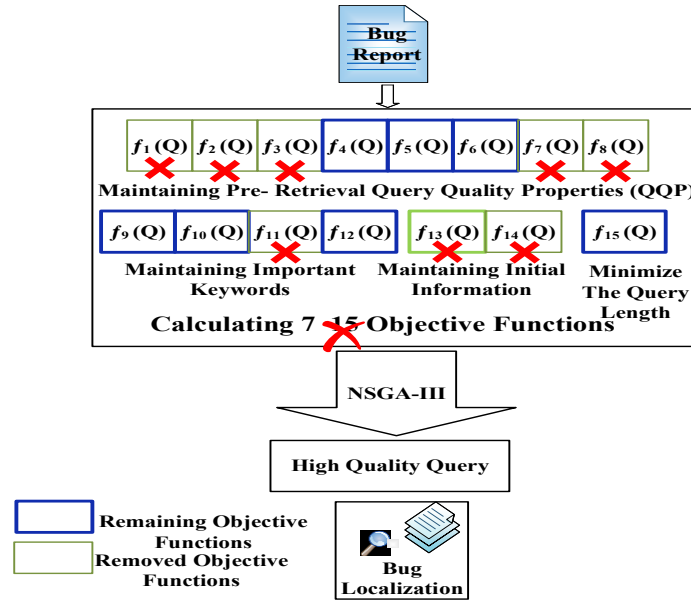 Bug
Report
f1 (Q) f2 (Q) f3 (Q) f4 (Q) f5 (Q) f6 (Q) f7 (Q) f8 (Q)
Maintaining Pre- Retrieval Query Quality Properties (QQP)
f9 (Q) f10 (Q) f11 (Q) f12 (Q) f13 (Q) f14 (Q) f15 (Q)
Maintaining Important
Keywords
Maintaining Initial
Information
Minimize
The Query
Length
Calculating 7 15 Objective Functions
NSGA-III
High Quality Query
Remaining Objective
Functions
Removed Objective
Functions
Bug
Localization